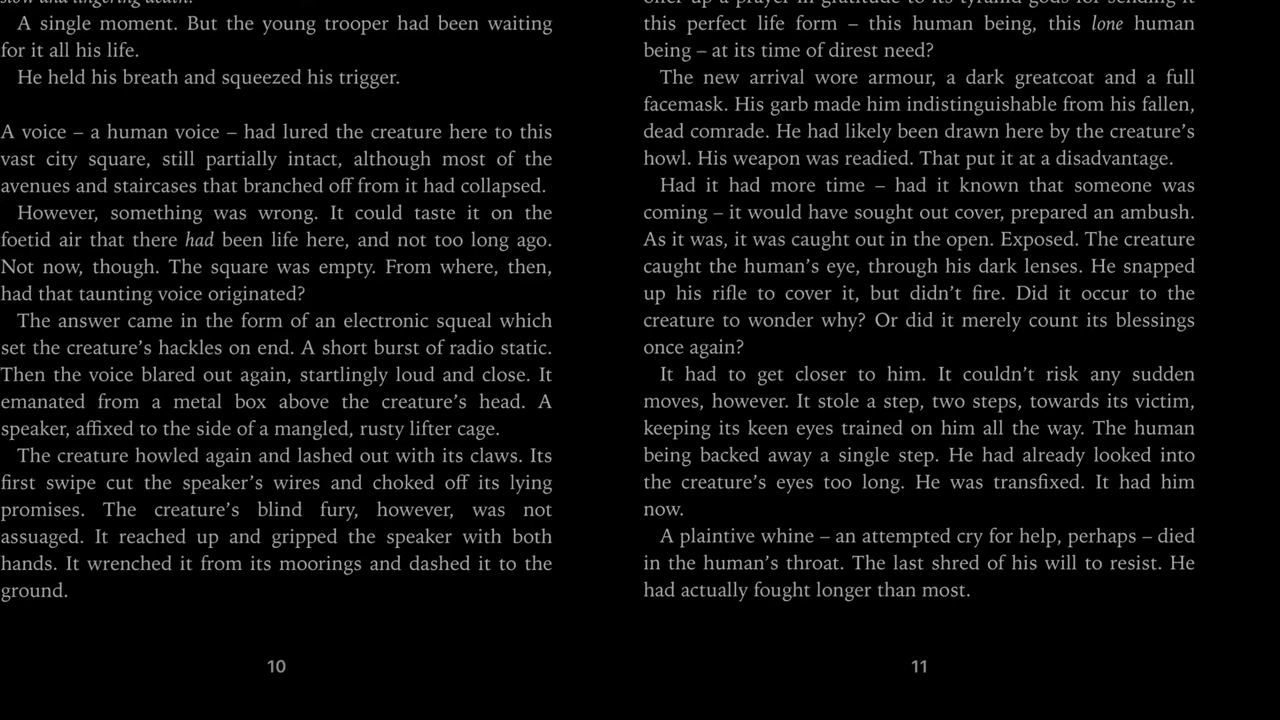 slow and lingering death.
A single moment. But the young trooper had been waiting
for it all his life.
He held his breath and squeezed his trigger.
A voice – a human voice – had lured the creature here to this
vast city square, still partially intact, although most of the
avenues and staircases that branched off from it had collapsed.
However, something was wrong. It could taste it on the
foetid air that there had been life here, and not too long ago.
Not now, though. The square was empty. From where, then,
had that taunting voice originated?
The answer came in the form of an electronic squeal which
set the creature's hackles on end. A short burst of radio static.
Then the voice blared out again, startlingly loud and close. It
emanated from a metal box above the creature's head. A
speaker, affixed to the side of a mangled, rusty lifter cage.
The creature howled again and lashed out with its claws. Its
first swipe cut the speaker's wires and choked off its lying
promises. The creature's blind fury, however, was not
assuaged. It reached up and gripped the speaker with both
hands. It wrenched it from its moorings and dashed it to the
ground.
10
offer up a prayer in gratitude to its tyranid gods for sending it
this perfect life form – this human being, this lone human
being – at its time of direst need?
The new arrival wore armour, a dark greatcoat and a full
facemask. His garb made him indistinguishable from his fallen,
dead comrade. He had likely been drawn here by the creature's
howl. His weapon was readied. That put it at a disadvantage.
Had it had more time – had it known that someone was
coming – it would have sought out cover, prepared an ambush.
As it was, it was caught out in the open. Exposed. The creature
caught the human's eye, through his dark lenses. He snapped
up his rifle to cover it, but didn't fire. Did it occur to the
creature to wonder why? Or did it merely count its blessings
once again?
It had to get closer to him. It couldn't risk any sudden
moves, however. It stole a step, two steps, towards its victim,
keeping its keen eyes trained on him all the way. The human
being backed away a single step. He had already looked into
the creature's eyes too long. He was transfixed. It had him
now.
A plaintive whine – an attempted cry for help, perhaps – died
in the human's throat. The last shred of his will to resist. He
had actually fought longer than most.
11